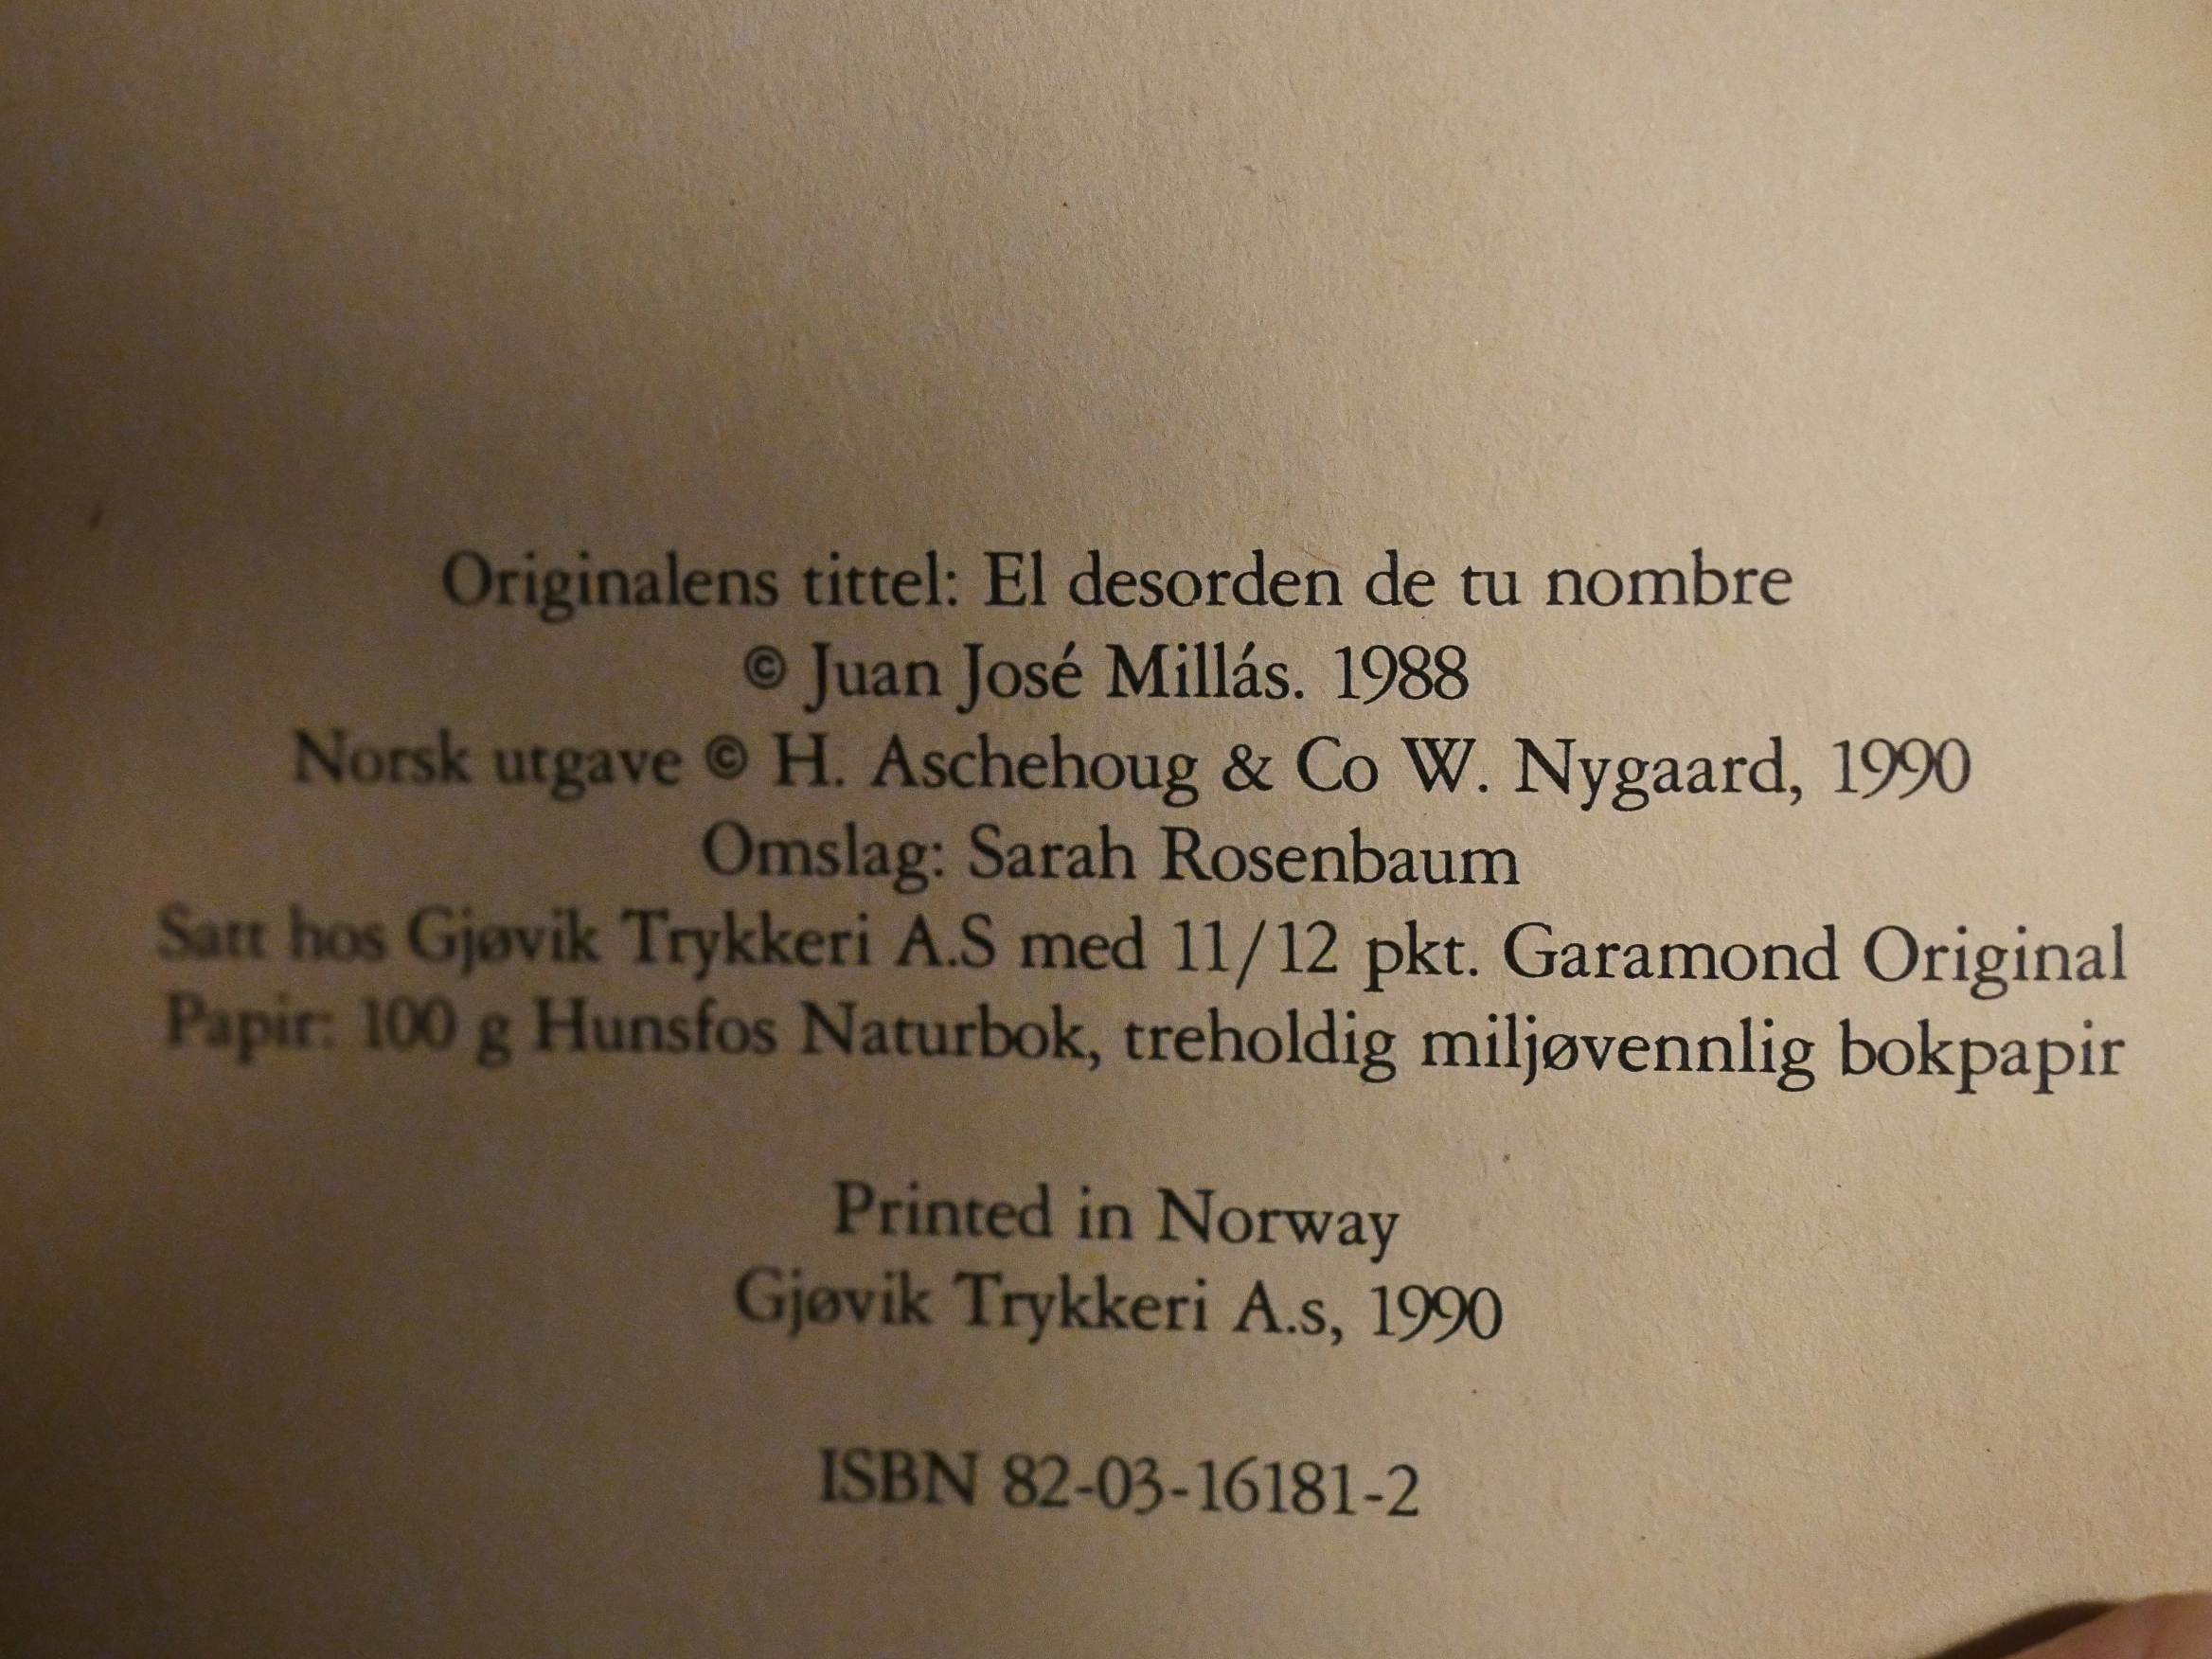 Originalens tittel: El desorden de tu nombre
© Juan José Millás. 1988
Norsk utgave © H. Aschehoug & Co W. Nygaard, 1990
Omslag: Sarah Rosenbaum
Satt hos Gjøvik Trykkeri A.S med 11/12 pkt. Garamond Original
Papir: 100 g Hunsfos Naturbok, treholdig miljøvennlig bokpapir
Printed in Norway
Gjøvik Trykkeri A.s, 1990
ISBN 82-03-16181-2